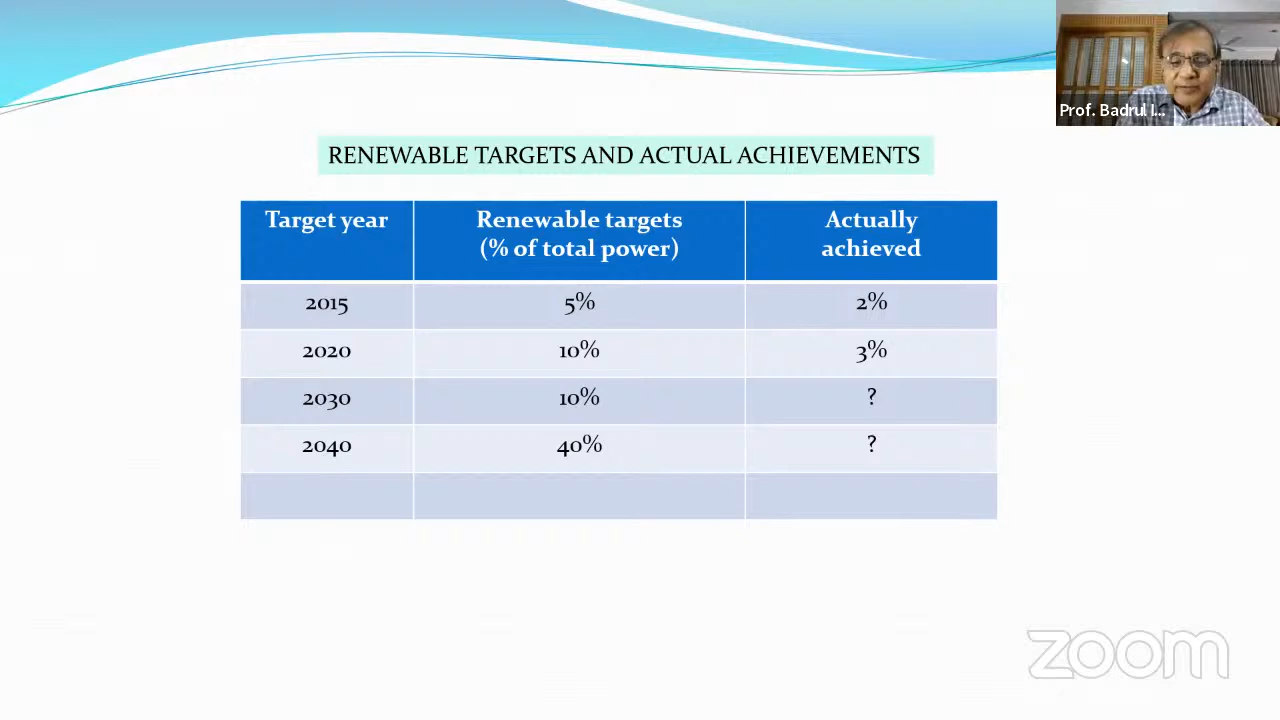 Prof. Badrul I...
RENEWABLE TARGETS AND ACTUAL ACHIEVEMENTS
Target year
Renewable targets
(% of total power)
Actually
achieved
2015
5%
2%
2020
10%
3%
2030
10%
?
2040
40%
?
zoom